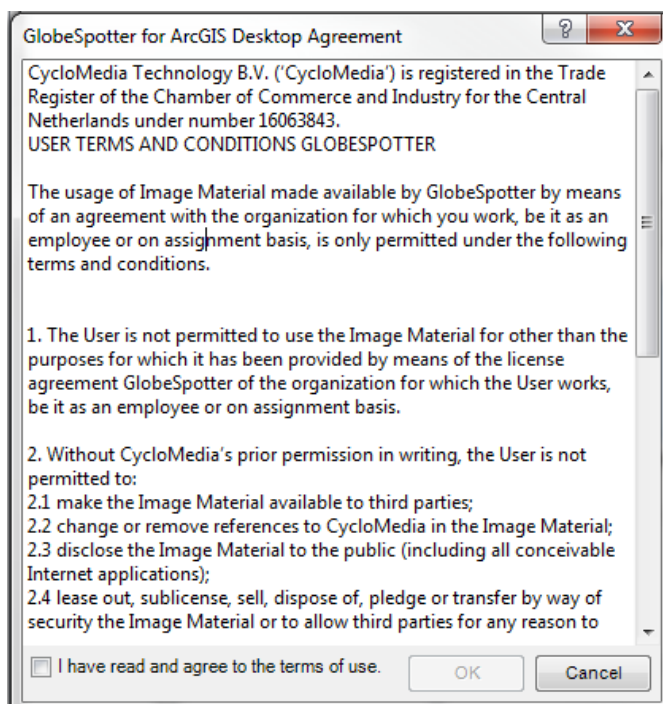 GlobeSpotter for ArcGIS Desktop Agreement
CycloMedia Technology B.V. ('CycloMedia') is registered in the Trade
Register of the Chamber of Commerce and Industry for the Central
Netherlands under number 16063843.
USER TERMS AND CONDITIONS GLOBESPOTTER
The usage of Image Material made available by GlobeSpotter by means
of an agreement with the organization for which you work, be it as an
employee or on assignment basis, is only permitted under the following
terms and conditions.
1. The User is not permitted to use the Image Material for other than the
purposes for which it has been provided by means of the license
agreement GlobeSpotter of the organization for which the User works,
be it as an employee or on assignment basis.
2. Without CycloMedia's prior permission in writing, the User is not
permitted to:
2.1 make the Image Material available to third parties;
2.2 change or remove references to CycloMedia in the Image Material;
2.3 disclose the Image Material to the public (including all conceivable
Internet applications);
2.4 lease out, sublicense, sell, dispose of, pledge or transfer by way of
security the Image Material or to allow third parties for any reason to
I have read and agree to the terms of use.
OK
Cancel